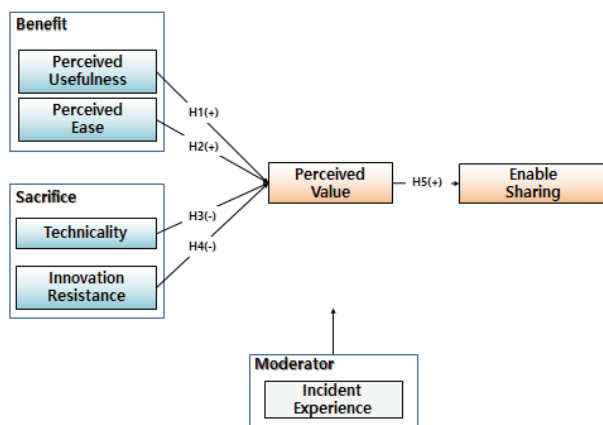 Benefit
Perceived
Usefulness
Perceived
Ease
H1(+)
H2(+)
Sacrifice
Technicality
Innovation
Resistance
H3(-)
H4(-)
Perceived
Value
H5(+)
Enable
Sharing
Moderator
Incident
Experience